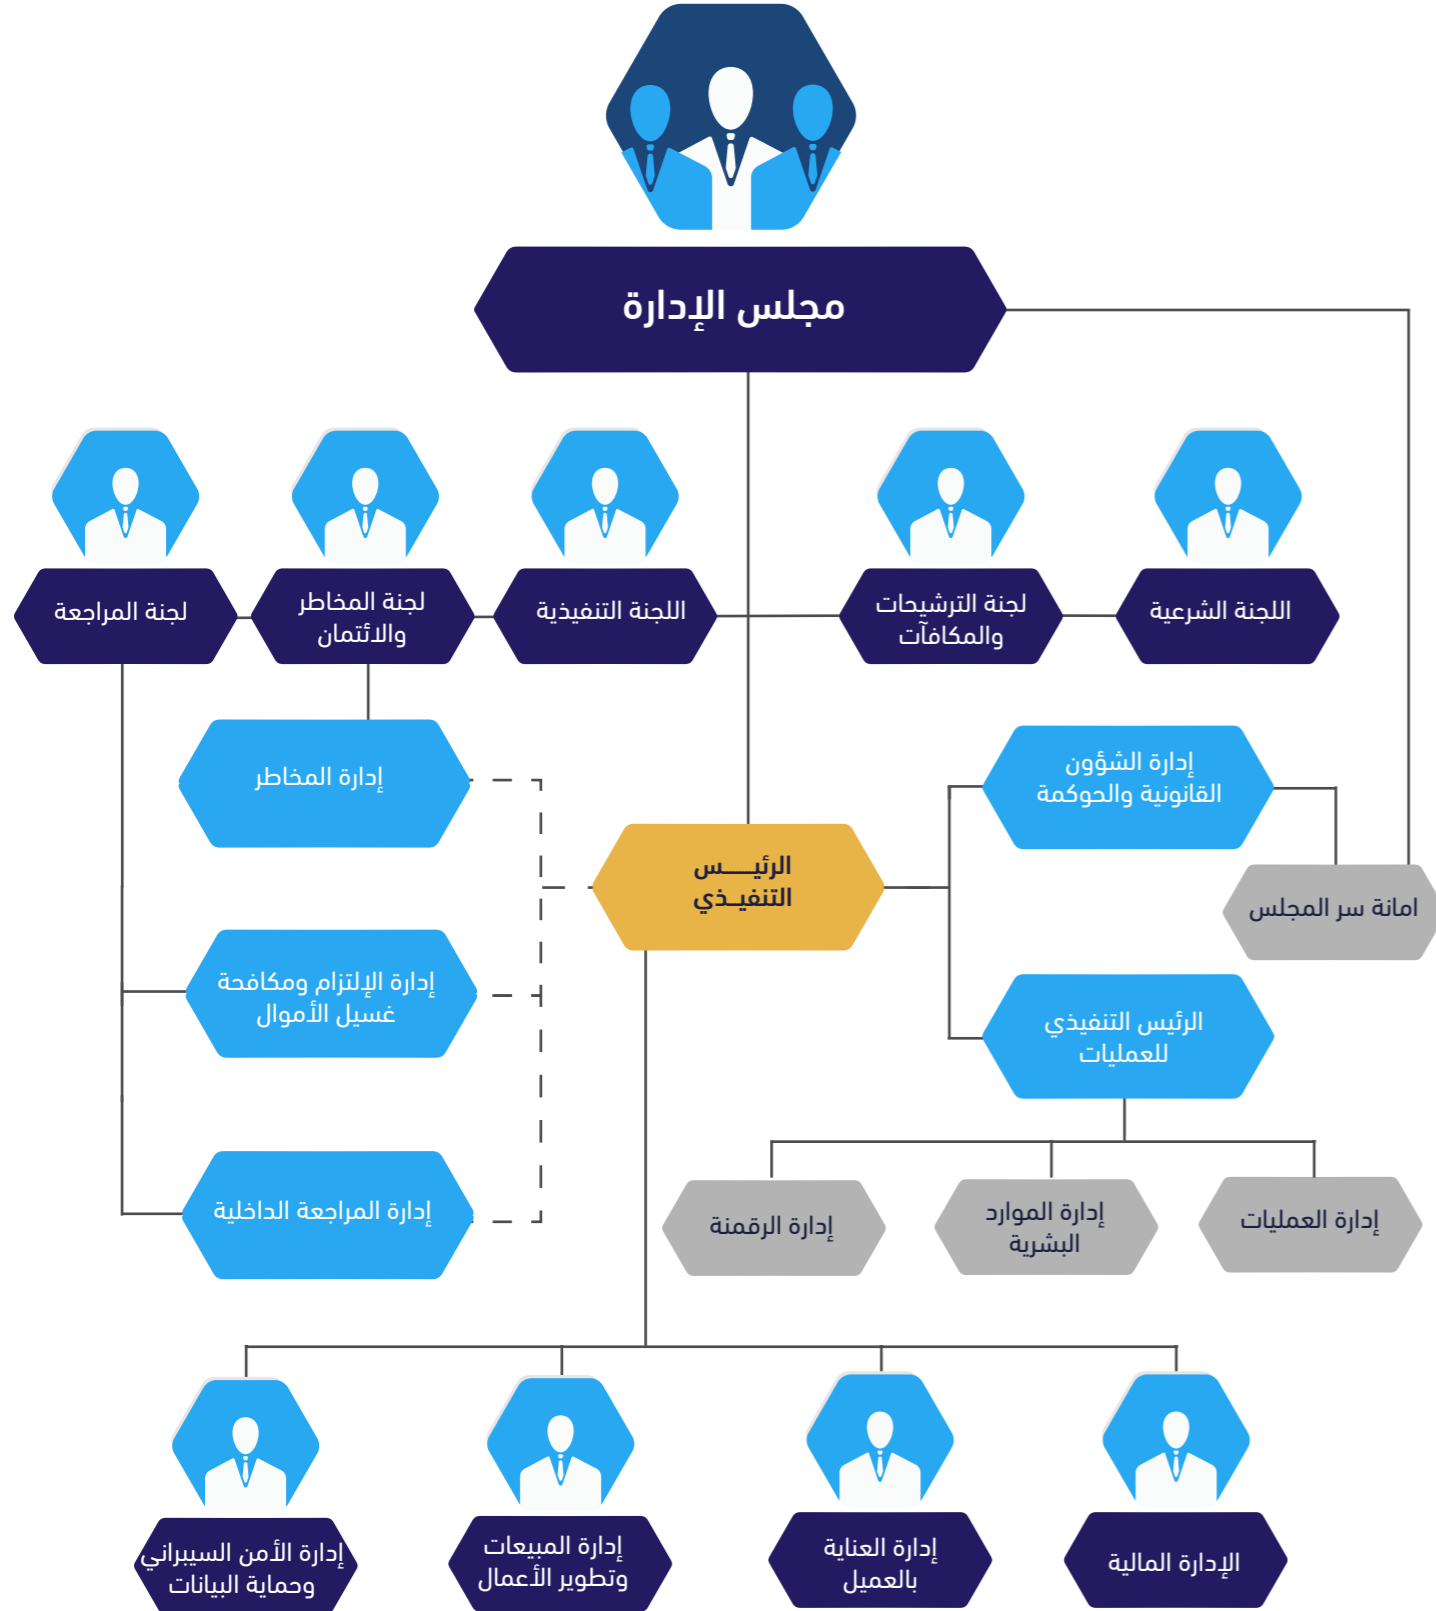 مجلس الإدارة
اللجنة الشرعية
لجنة الترشيحات
والمكافآت
اللجنة التنفيذية
لجنة المخاطر
والائتمان
لجنة المراجعة
إدارة الشؤون
القانونية والحوكمة
إدارة المخاطر
الرئيـــس
التنفيــذي
امانة سر المجلس
إدارة الإلتزام ومكافحة
غسيل الأموال
الرئيس التنفيذي
للعمليات
إدارة العمليات
إدارة الموارد
البشرية
إدارة الرقمنة
إدارة المراجعة الداخلية
الإدارة المالية
إدارة العناية
بالعميل
إدارة المبيعات
وتطوير الأعمال
إدارة الأمن السيبراني
وحماية البيانات